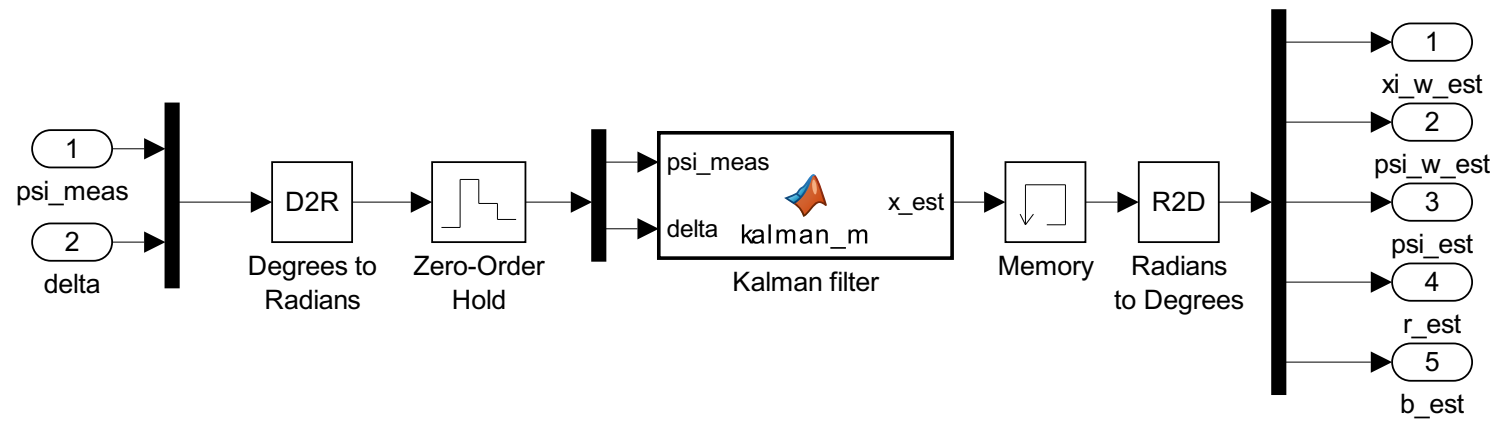 1
psi_meas
2
delta
D2R
Degrees to
Radians
Zero-Order
Hold
psi_meas
delta
x_est
kalman_m
Kalman filter
Memory
R2D
Radians
to Degrees
1
xi_w_est
2
psi_w_est
3
psi_est
4
r_est
5
b_est